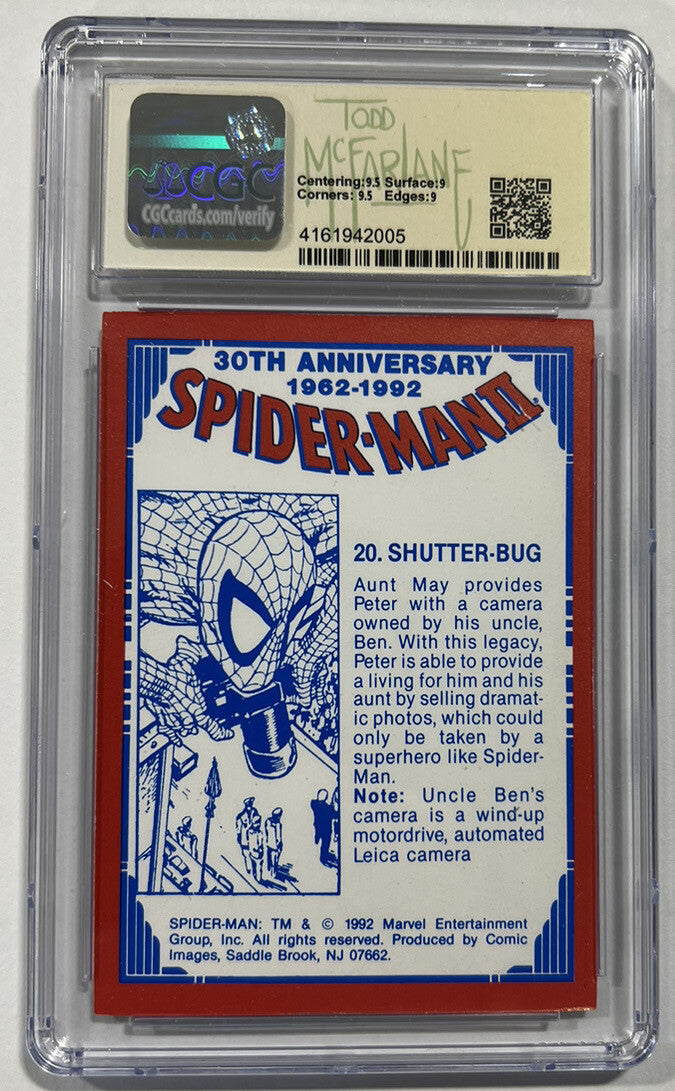 TODD
McFARLANE
CGC
CGCcards.com/verify
Centering:9.5 Surface:9
Corners: 9.5 Edges:9
4161942005
30TH ANNIVERSARY
1962-1992
SPIDER-MAN II
20. SHUTTER-BUG
Aunt May provides
Peter with a camera
owned by his uncle,
Ben. With this legacy,
Peter is able to provide
a living for him and his
aunt by selling dramat-
ic photos, which could
only be taken by a
superhero like Spider-
Man.
Note: Uncle Ben's
camera is a wind-up
motordrive, automated
Leica camera
SPIDER-MAN: TM & © 1992 Marvel Entertainment
Group, Inc. All rights reserved. Produced by Comic
Images, Saddle Brook, NJ 07662.